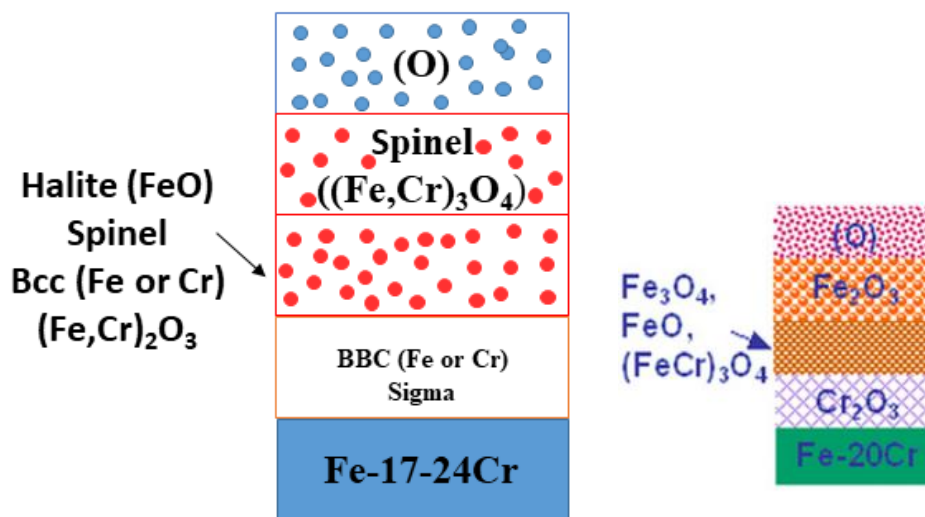 (O)
Spinel
((Fe,Cr)₃O₄)
Halite (FeO)
Spinel
Bcc (Fe or Cr)
(Fe,Cr)₂O₃
BBC (Fe or Cr)
Sigma
Fe-17-24Cr
(O)
Fe₂O₃
Fe₃O₄,
FeO,
(FeCr)₃O₄
Cr₂O₃
Fe-20Cr